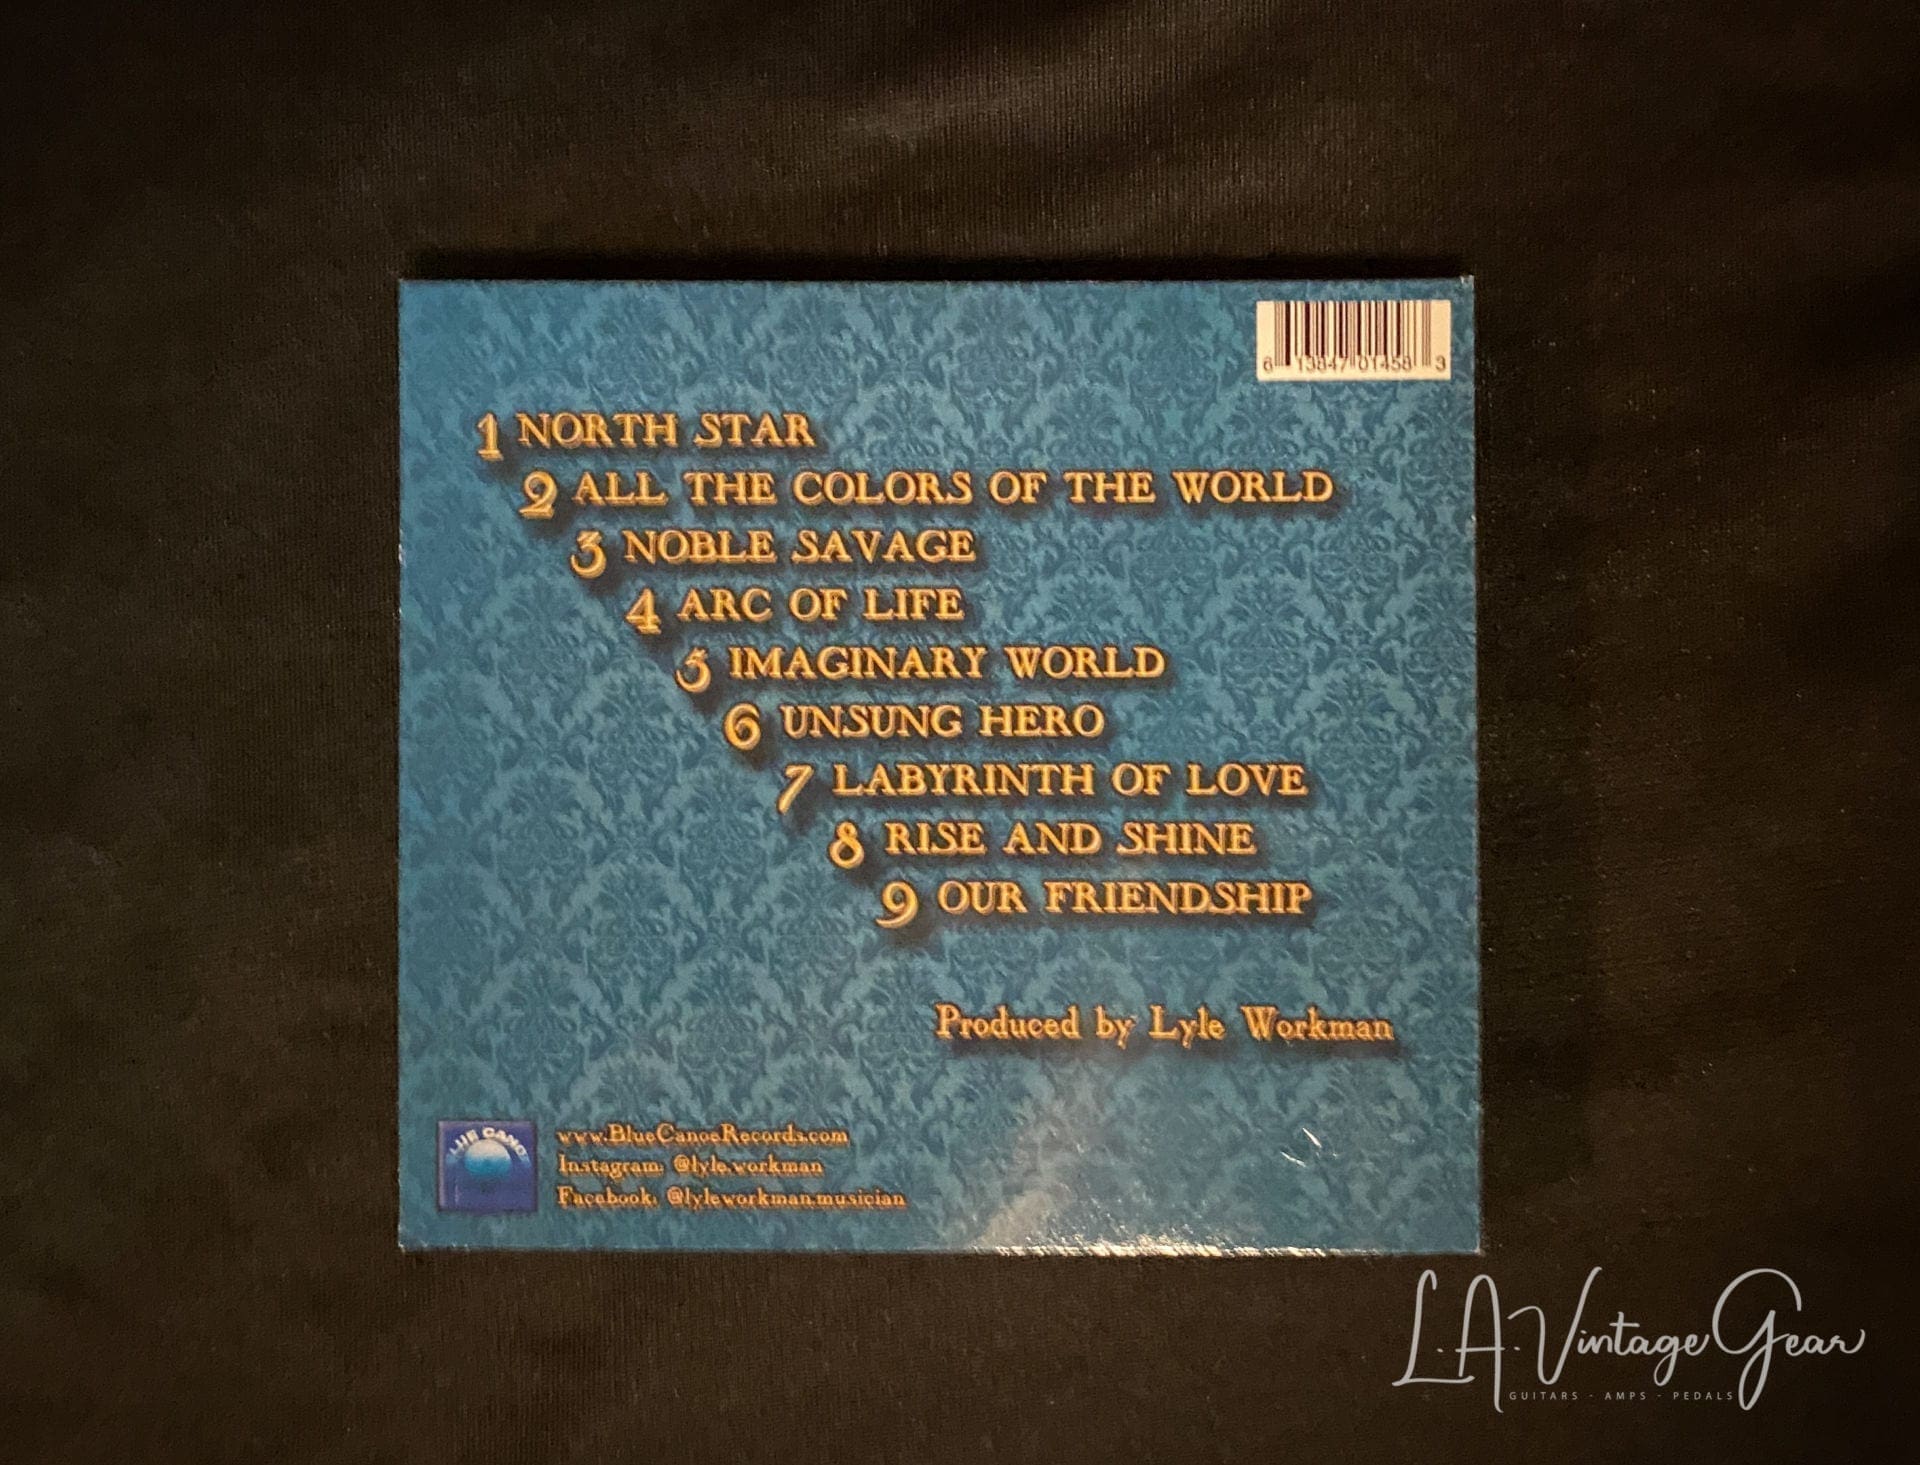 6 13847 01458 3
1 NORTH STAR
2 ALL THE COLORS OF THE WORLD
3 NOBLE SAVAGE
4 ARC OF LIFE
5 IMAGINARY WORLD
6 UNSUNG HERO
7 LABYRINTH OF LOVE
8 RISE AND SHINE
9 OUR FRIENDSHIP
Produced by Lyle Workman
BLUE CANOE
www.BlueCanoeRecords.com
Instagram: @lyle.workman
Facebook: @lyleworkman.musician
L.A. Vintage Gear
GUITARS - AMPS - PEDALS